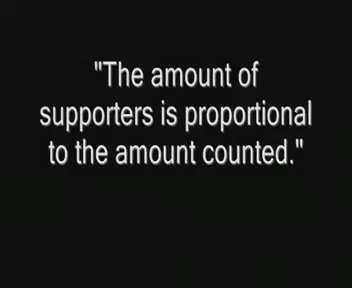 "The amount of
supporters is proportional
to the amount counted."